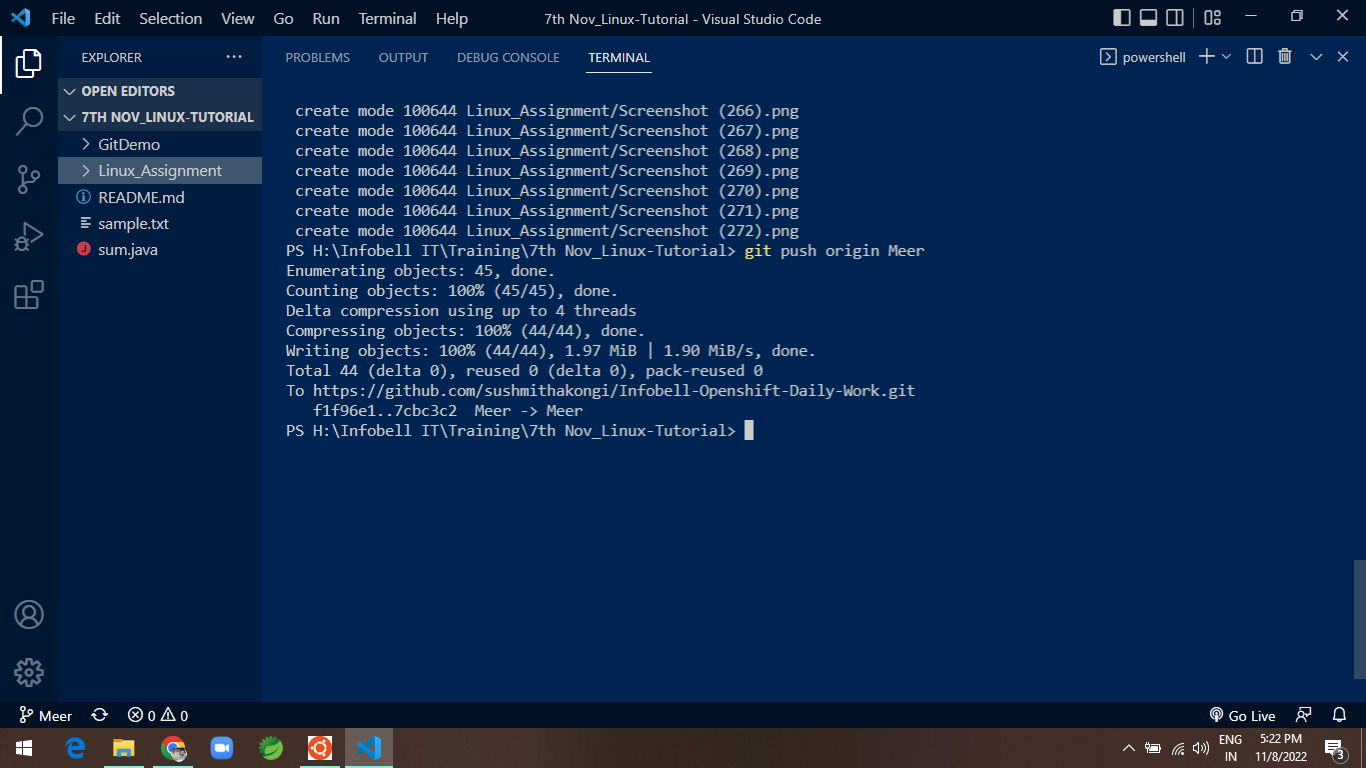 File Edit Selection View Go Run Terminal Help 7th Nov_Linux-Tutorial - Visual Studio Code
EXPLORER ... PROBLEMS OUTPUT DEBUG CONSOLE TERMINAL powershell
OPEN EDITORS
7TH NOV_LINUX-TUTORIAL
GitDemo
Linux_Assignment
README.md
sample.txt
J sum.java
create mode 100644 Linux_Assignment/Screenshot (266).png
create mode 100644 Linux_Assignment/Screenshot (267).png
create mode 100644 Linux_Assignment/Screenshot (268).png
create mode 100644 Linux_Assignment/Screenshot (269).png
create mode 100644 Linux_Assignment/Screenshot (270).png
create mode 100644 Linux_Assignment/Screenshot (271).png
create mode 100644 Linux_Assignment/Screenshot (272).png
PS H:\Infobell IT\Training\7th Nov_Linux-Tutorial> git push origin Meer
Enumerating objects: 45, done.
Counting objects: 100% (45/45), done.
Delta compression using up to 4 threads
Compressing objects: 100% (44/44), done.
Writing objects: 100% (44/44), 1.97 MiB | 1.90 MiB/s, done.
Total 44 (delta 0), reused 0 (delta 0), pack-reused 0
To https://github.com/sushmithakongi/Infobell-Openshift-Daily-Work.git
f1f96e1..7cbc3c2  Meer -> Meer
PS H:\Infobell IT\Training\7th Nov_Linux-Tutorial>
Meer 0 0 Go Live
ENG 5:22 PM
IN 11/8/2022 3